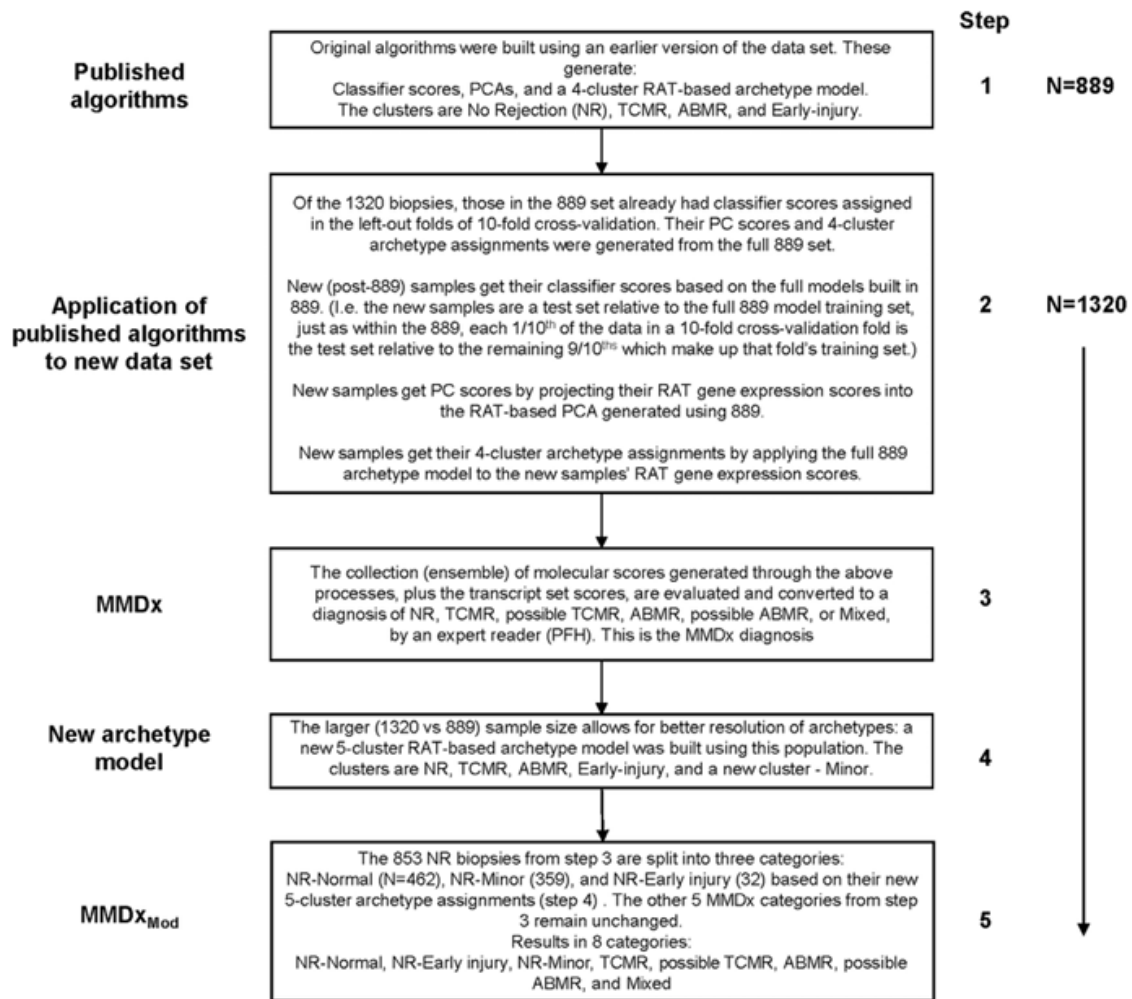 Step
Published
algorithms
Original algorithms were built using an earlier version of the data set. These
generate:
Classifier scores, PCAs, and a 4-cluster RAT-based archetype model.
The clusters are No Rejection (NR), TCMR, ABMR, and Early-injury.
1 N=889
Application of
published algorithms
to new data set
Of the 1320 biopsies, those in the 889 set already had classifier scores assigned
in the left-out folds of 10-fold cross-validation. Their PC scores and 4-cluster
archetype assignments were generated from the full 889 set.
New (post-889) samples get their classifier scores based on the full models built in
889. (I.e. the new samples are a test set relative to the full 889 model training set,
just as within the 889, each 1/10th of the data in a 10-fold cross-validation fold is
the test set relative to the remaining 9/10ths which make up that fold's training set.)
New samples get PC scores by projecting their RAT gene expression scores into
the RAT-based PCA generated using 889.
New samples get their 4-cluster archetype assignments by applying the full 889
archetype model to the new samples' RAT gene expression scores.
2 N=1320
MMDx
The collection (ensemble) of molecular scores generated through the above
processes, plus the transcript set scores, are evaluated and converted to a
diagnosis of NR, TCMR, possible TCMR, ABMR, possible ABMR, or Mixed,
by an expert reader (PFH). This is the MMDx diagnosis
3
New archetype
model
The larger (1320 vs 889) sample size allows for better resolution of archetypes: a
new 5-cluster RAT-based archetype model was built using this population. The
clusters are NR, TCMR, ABMR, Early-injury, and a new cluster - Minor.
4
MMDxMod
The 853 NR biopsies from step 3 are split into three categories:
NR-Normal (N=462), NR-Minor (359), and NR-Early injury (32) based on their new
5-cluster archetype assignments (step 4) . The other 5 MMDx categories from step
3 remain unchanged.
Results in 8 categories:
NR-Normal, NR-Early injury, NR-Minor, TCMR, possible TCMR, ABMR, possible
ABMR, and Mixed
5